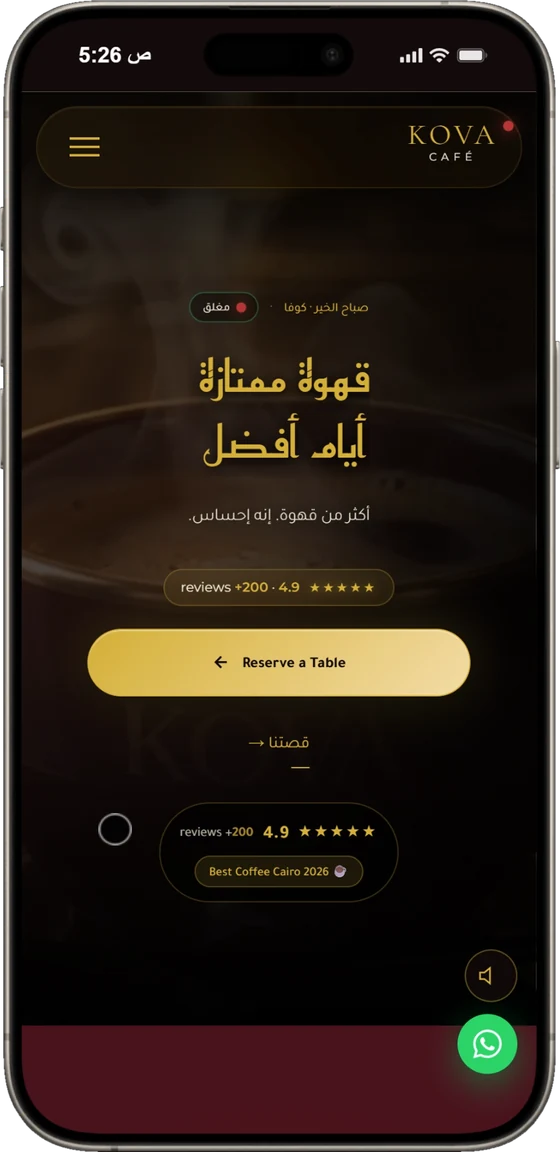 5:26 ص
KOVA
CAFÉ
صباح الخير · كوفا · مغلق
قهوة ممتازة
أيام أفضل
أكثر من قهوة. إنه إحساس.
★★★★★ 4.9 · 200+ reviews
Reserve a Table ←
قصتنا →
KOVA
★★★★★ 4.9 200+ reviews
Best Coffee Cairo 2026